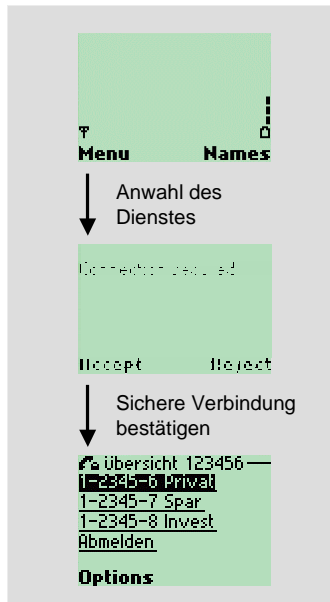 Menu Names
Anwahl des
Dienstes
Connection secured
Accept Reject
Sichere Verbindung
bestätigen
Übersicht 123456
1-2345-6 Privat
1-2345-7 Spar
1-2345-8 Invest
Abmelden
Options